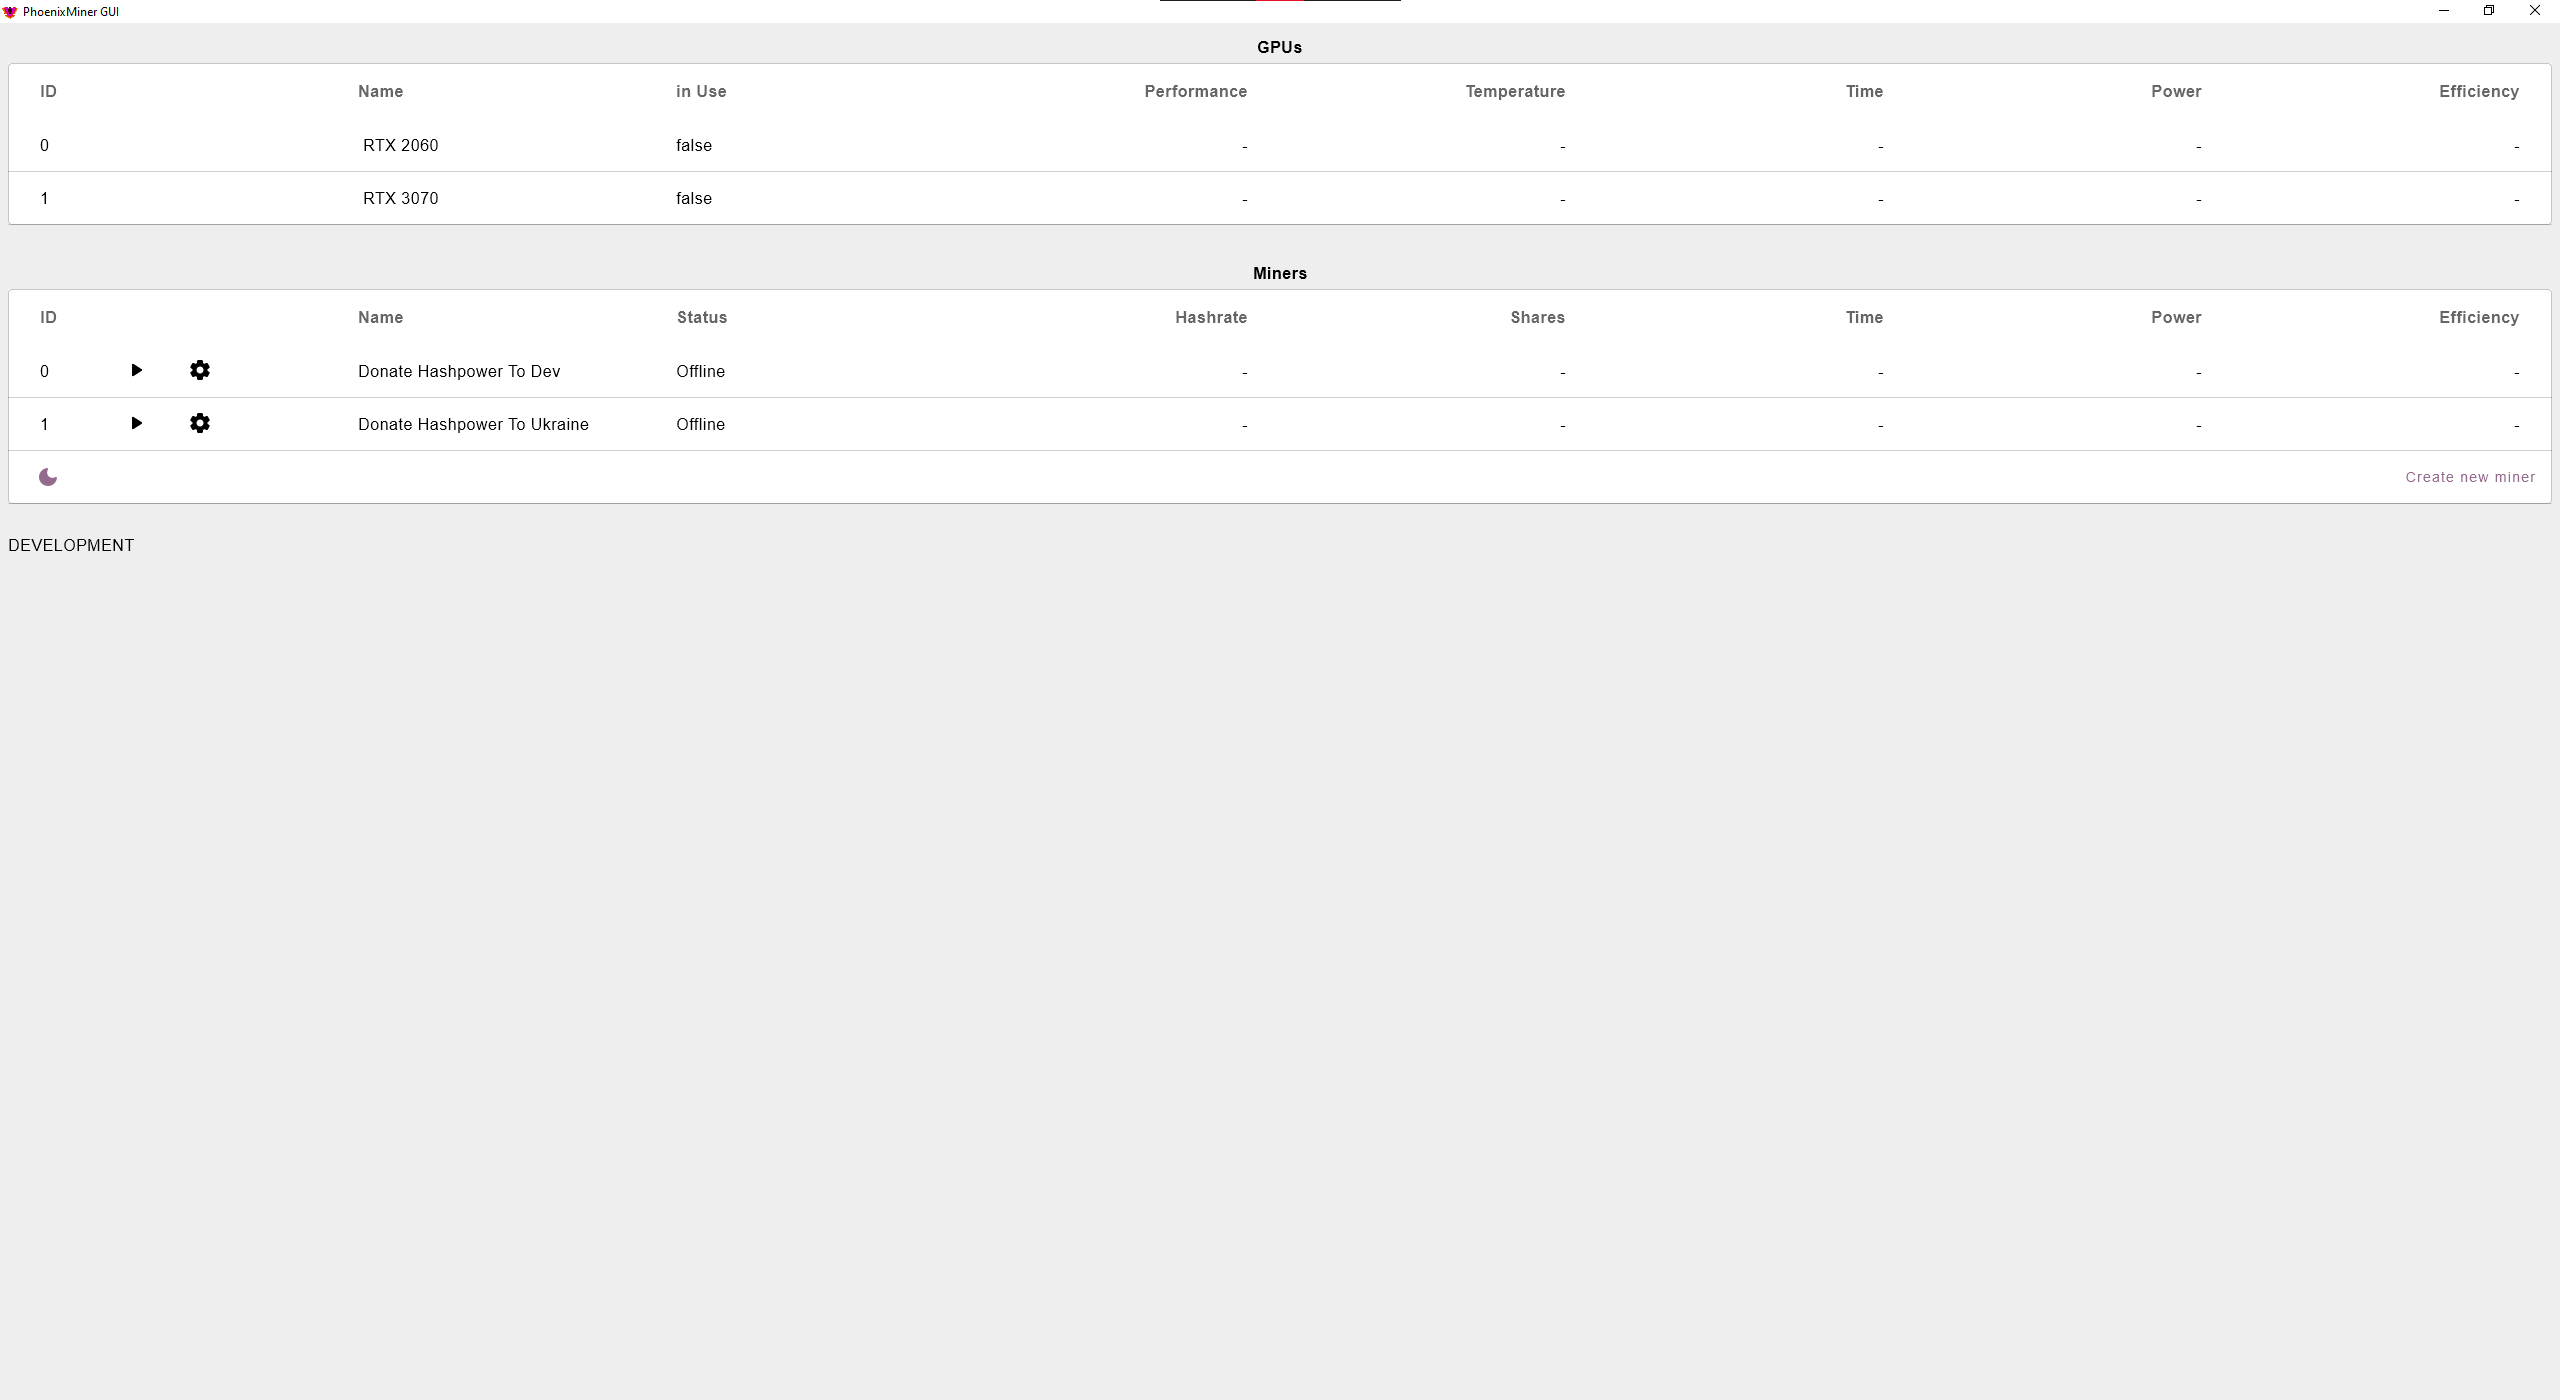 PhoenixMiner GUI
GPUs
ID Name in Use Performance Temperature Time Power Efficiency
0 RTX 2060 false - - - - -
1 RTX 3070 false - - - - -
Miners
ID Name Status Hashrate Shares Time Power Efficiency
0 Donate Hashpower To Dev Offline - - - - -
1 Donate Hashpower To Ukraine Offline - - - - -
Create new miner
DEVELOPMENT